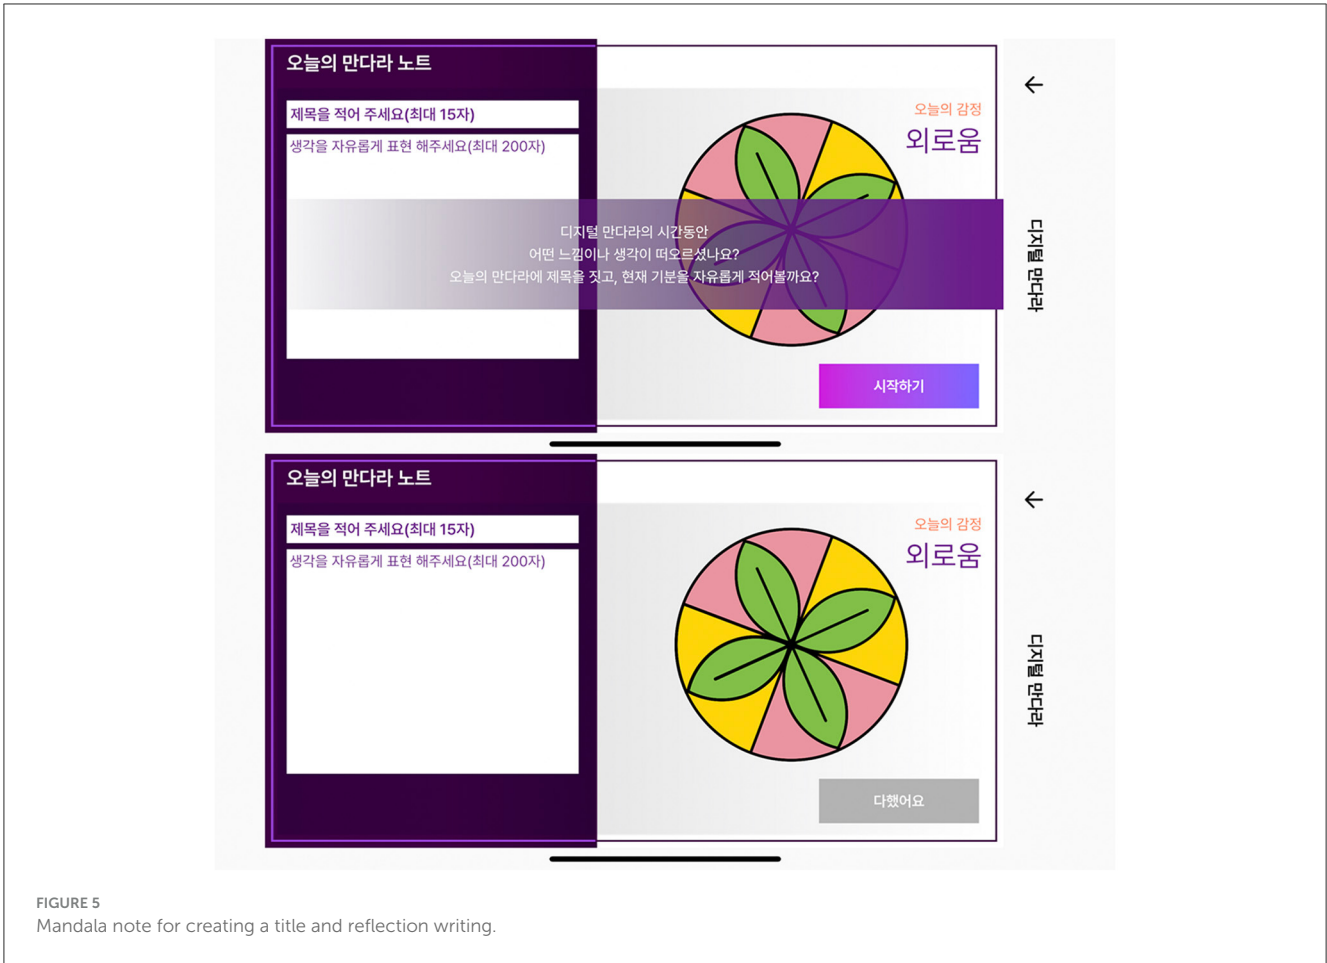 오늘의 만다라 노트
제목을 적어 주세요(최대 15자)
생각을 자유롭게 표현 해주세요(최대 200자)
디지털 만다라의 시간동안
어떤 느낌이나 생각이 떠오르셨나요?
오늘의 만다라에 제목을 짓고, 현재 기분을 자유롭게 적어볼까요?
오늘의 감정
외로움
시작하기
디지털 만다라
오늘의 만다라 노트
제목을 적어 주세요(최대 15자)
생각을 자유롭게 표현 해주세요(최대 200자)
오늘의 감정
외로움
다했어요
디지털 만다라
FIGURE 5
Mandala note for creating a title and reflection writing.